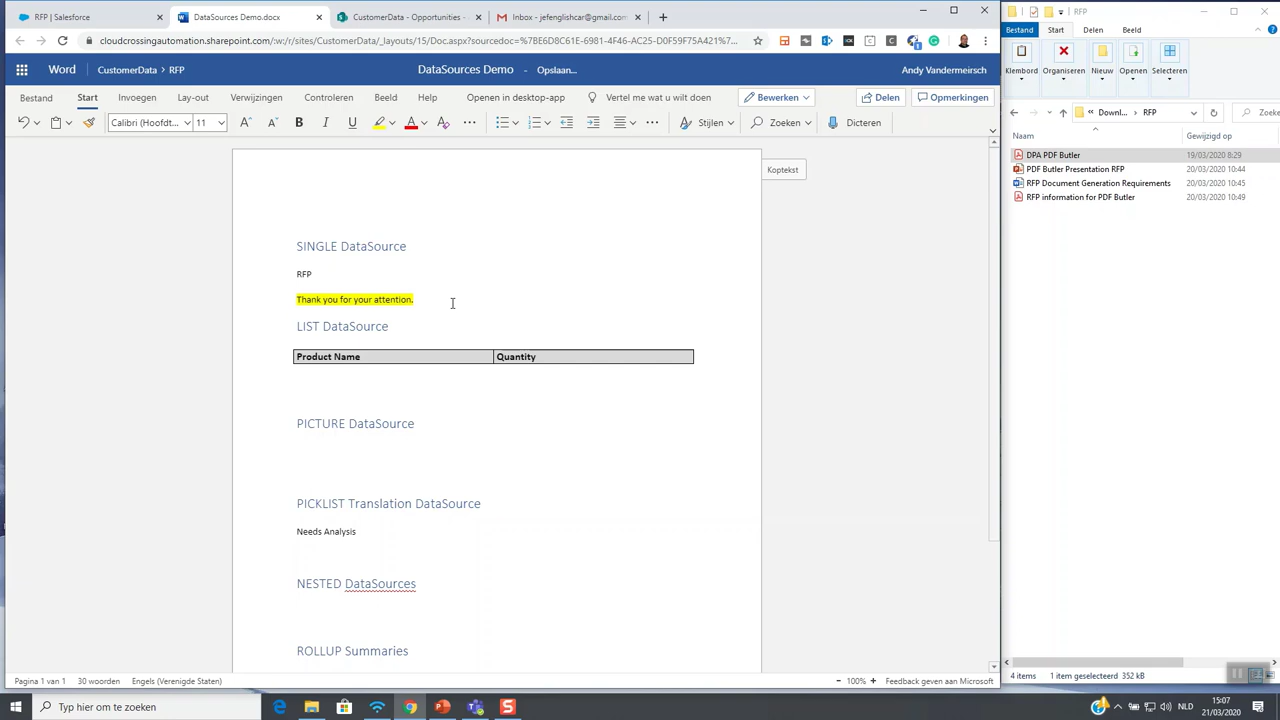 RFP | Salesforce
DataSources Demo.docx
CustomerData - Opportunities -
Inbox - jefenglishcar@gmail.com
cloudcrossingautomation.sharepoint.com/:w:/r/sites/CustomerData/_layouts/15/Doc.aspx?sourcedoc=%7B5F6D8C61E-6981-4F46-AC25-D0F59F75A421%7...
Word
CustomerData > RFP
DataSources Demo - Opslaan...
Andy Vandermeirsch
Bestand Start Invoegen Lay-out Verwijzingen Controleren Beeld Help Openen in desktop-app Vertel me wat u wilt doen Bewerken Delen Opmerkingen
Calibri (Hoofdt... 11 B Stijlen Zoeken Dicteren
Koptekst
SINGLE DataSource
RFP
Thank you for your attention.
LIST DataSource
Product Name Quantity
PICTURE DataSource
PICKLIST Translation DataSource
Needs Analysis
NESTED DataSources
ROLLUP Summaries
Pagina 1 van 1 30 woorden Engels (Verenigde Staten) 100% Feedback geven aan Microsoft
RFP
Bestand Start Delen Beeld
Klembord Organiseren Nieuw Openen Selecteren
Downl... RFP Zoeke
Naam Gewijzigd op
DPA PDF Butler 19/03/2020 8:29
PDF Butler Presentation RFP 20/03/2020 10:44
RFP Document Generation Requirements 20/03/2020 10:45
RFP information for PDF Butler 20/03/2020 10:49
4 items 1 item geselecteerd 352 kB
Typ hier om te zoeken
NLD
15:07
21/03/2020